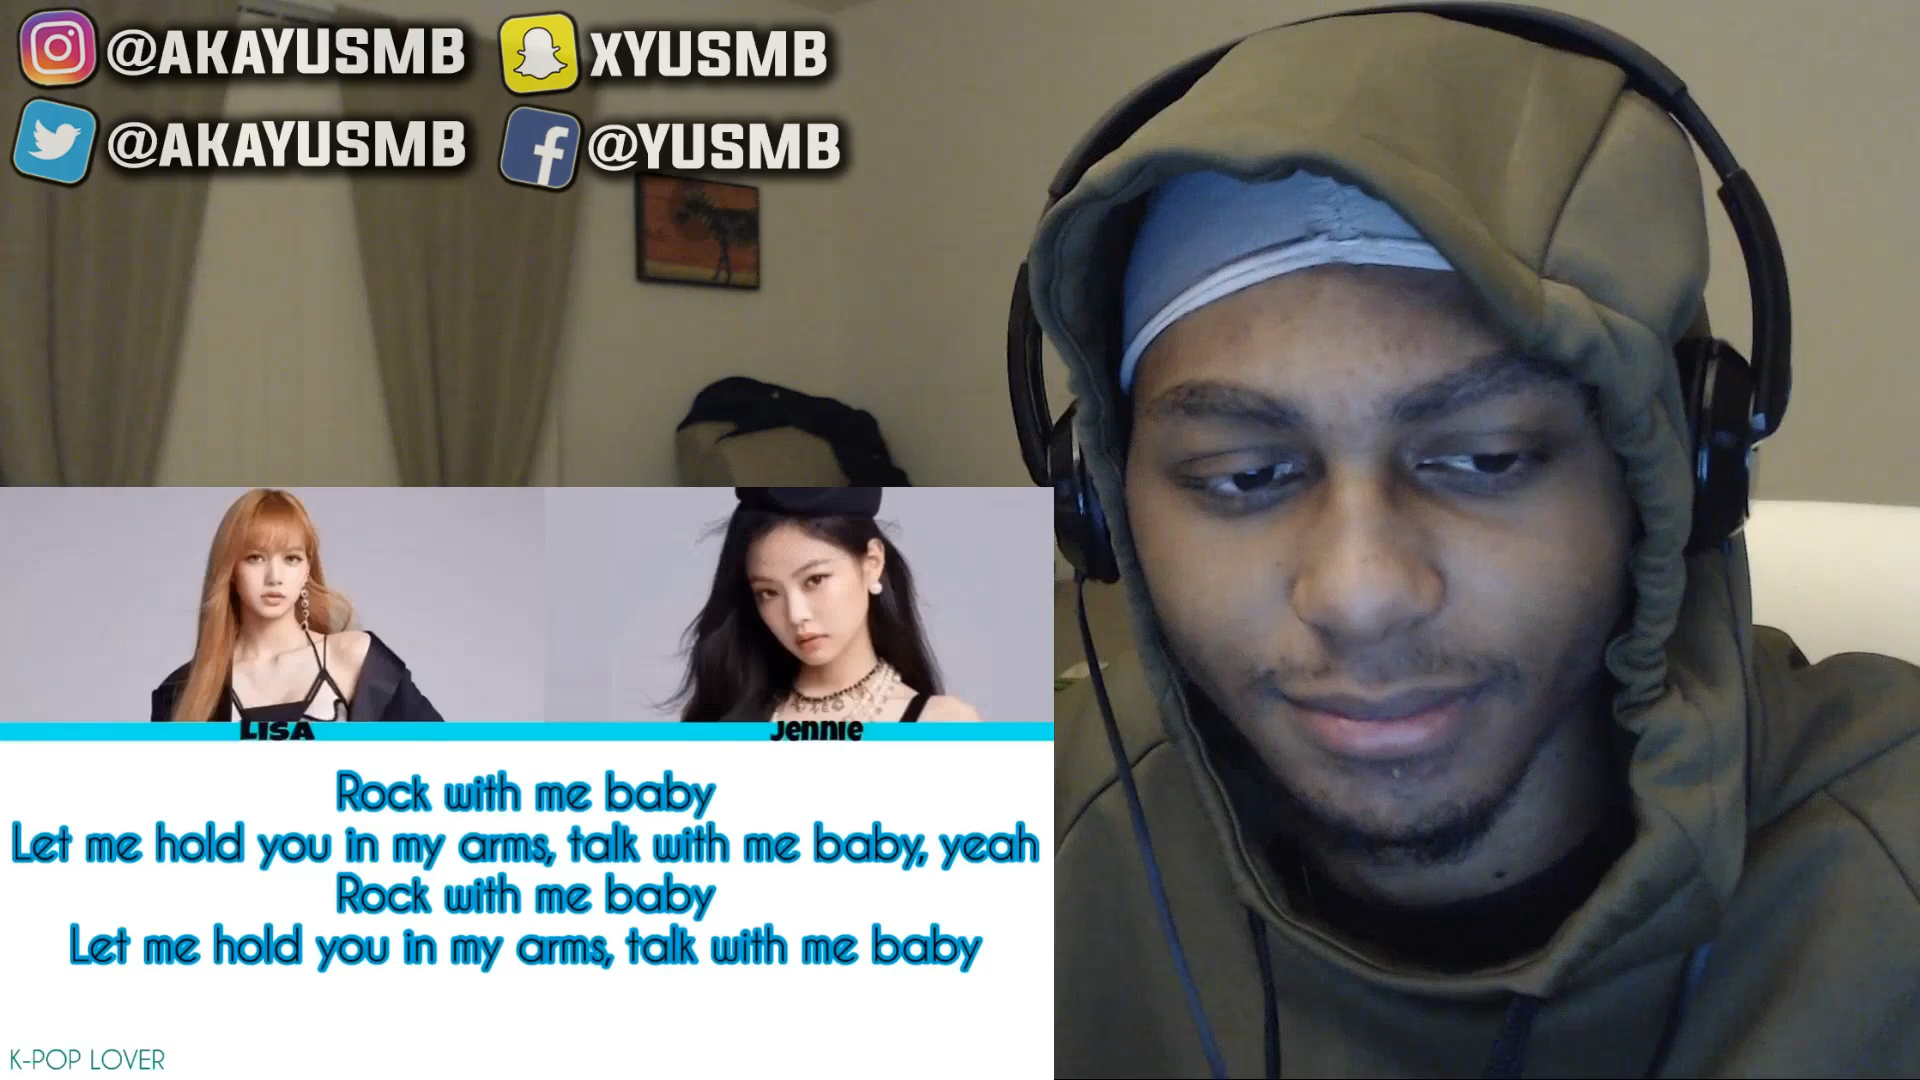 @AKAYUSMB
XYUSMB
@AKAYUSMB
@YUSMB
LISA
Jennie
Rock with me baby
Let me hold you in my arms, talk with me baby, yeah
Rock with me baby
Let me hold you in my arms, talk with me baby
K-POP LOVER